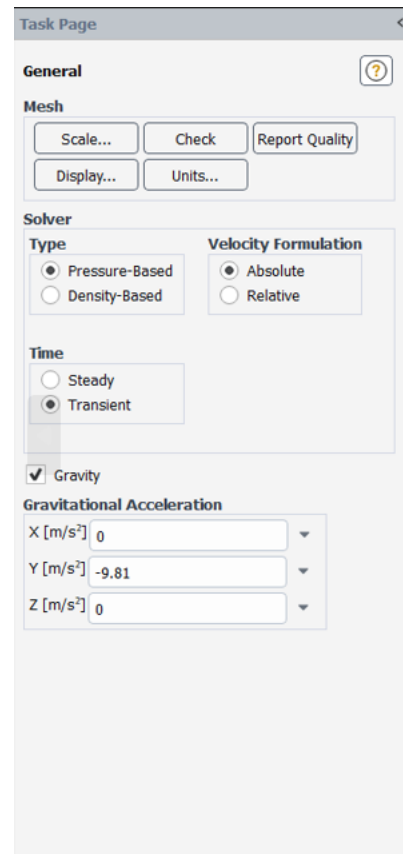 Task Page
General
Mesh
Scale... Check Report Quality
Display... Units...
Solver
Type Velocity Formulation
Pressure-Based Absolute
Density-Based Relative
Time
Steady
Transient
Gravity
Gravitational Acceleration
X [m/s²] 0
Y [m/s²] -9.81
Z [m/s²] 0